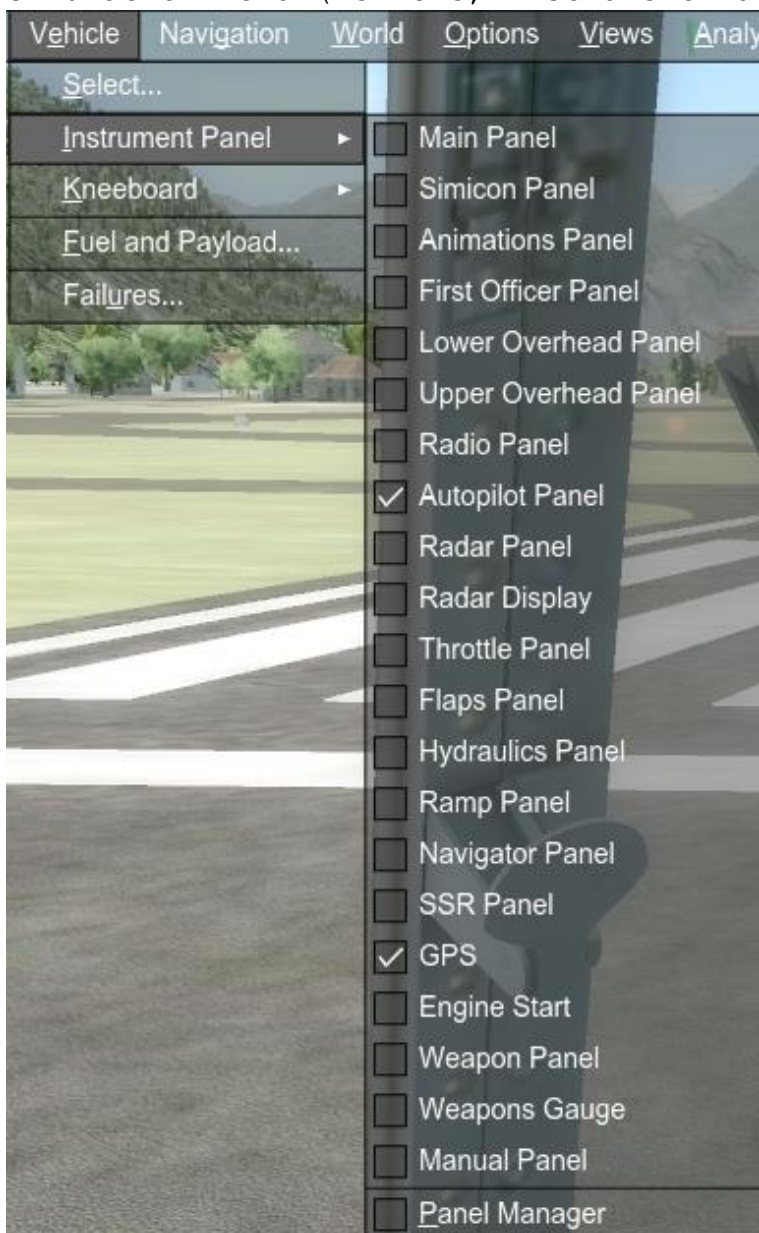 Vehicle Navigation World Options Views Analy
Select...
Instrument Panel
Kneeboard
Fuel and Payload...
Failures...
Main Panel
Simicon Panel
Animations Panel
First Officer Panel
Lower Overhead Panel
Upper Overhead Panel
Radio Panel
Autopilot Panel
Radar Panel
Radar Display
Throttle Panel
Flaps Panel
Hydraulics Panel
Ramp Panel
Navigator Panel
SSR Panel
GPS
Engine Start
Weapon Panel
Weapons Gauge
Manual Panel
Panel Manager